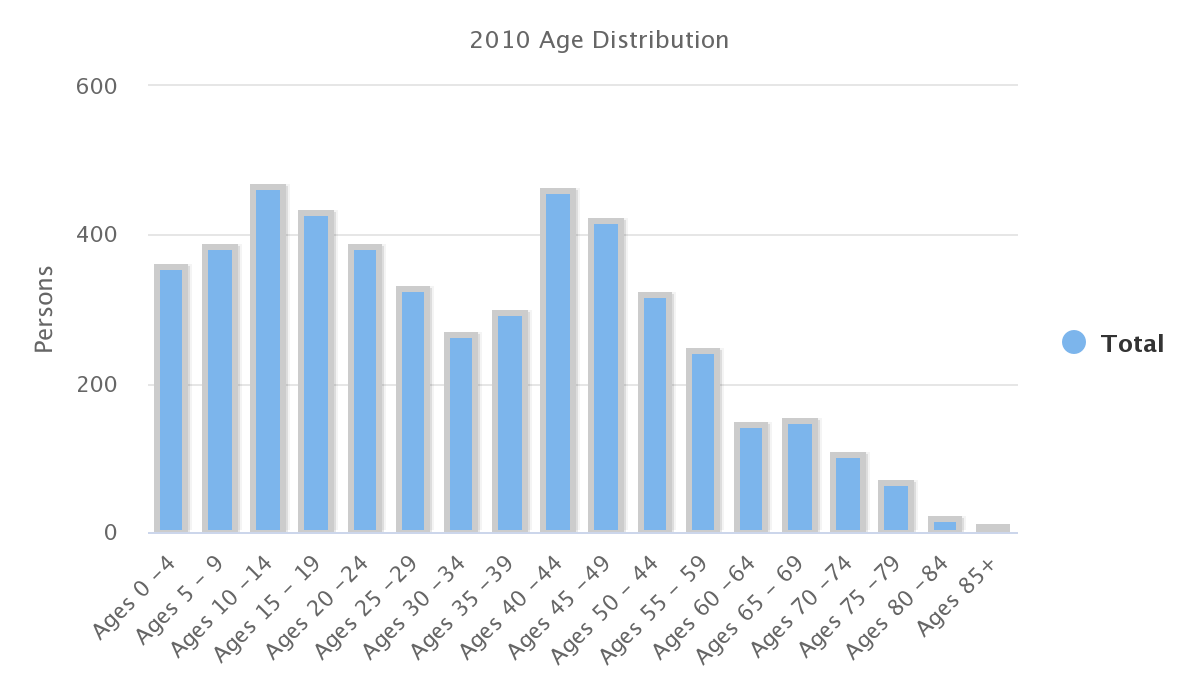 2010 Age Distribution
600
400
200
0
Persons
Ages 0 -4
Ages 5 - 9
Ages 10 -14
Ages 15 - 19
Ages 20 -24
Ages 25 -29
Ages 30 -34
Ages 35 -39
Ages 40 -44
Ages 45 -49
Ages 50 - 44
Ages 55 - 59
Ages 60 -64
Ages 65 - 69
Ages 70 -74
Ages 75 -79
Ages 80 -84
Ages 85+
Total